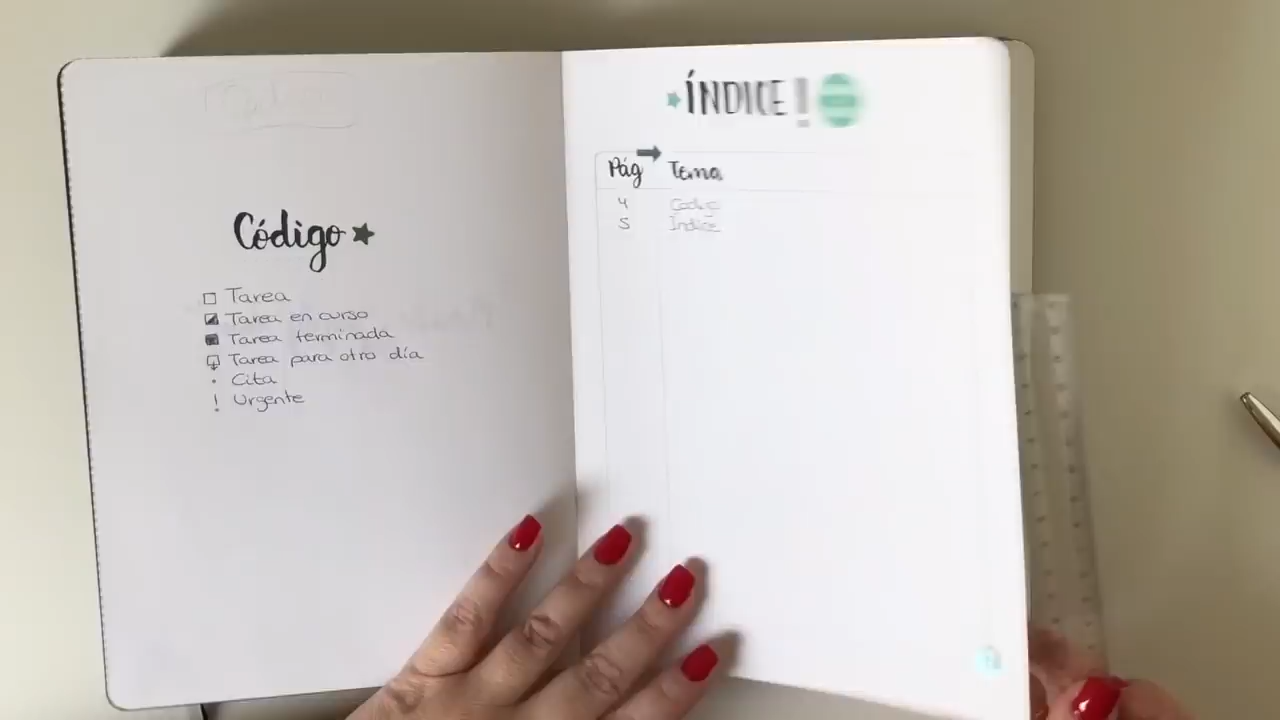 Código
Tarea
Tarea en curso
Tarea terminada
Tarea para otro día
Cita
! Urgente
ÍNDICE!
Pág Tema
4 Código
5 Índice